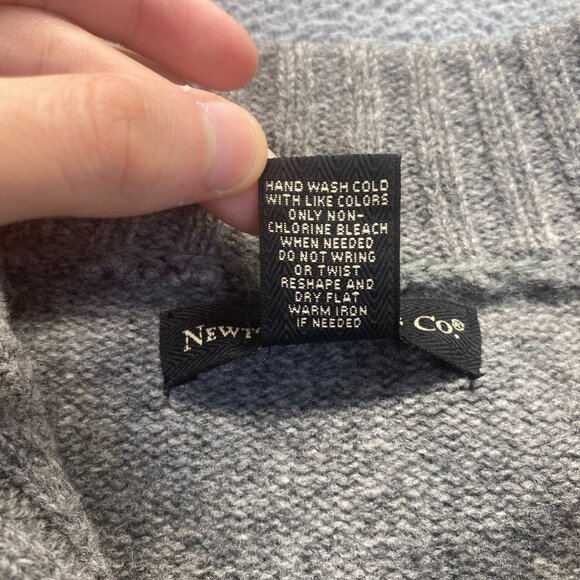 HAND WASH COLD
WITH LIKE COLORS
ONLY NON-
CHLORINE BLEACH
WHEN NEEDED
DO NOT WRING
OR TWIST
RESHAPE AND
DRY FLAT
WARM IRON
IF NEEDED
Co.®